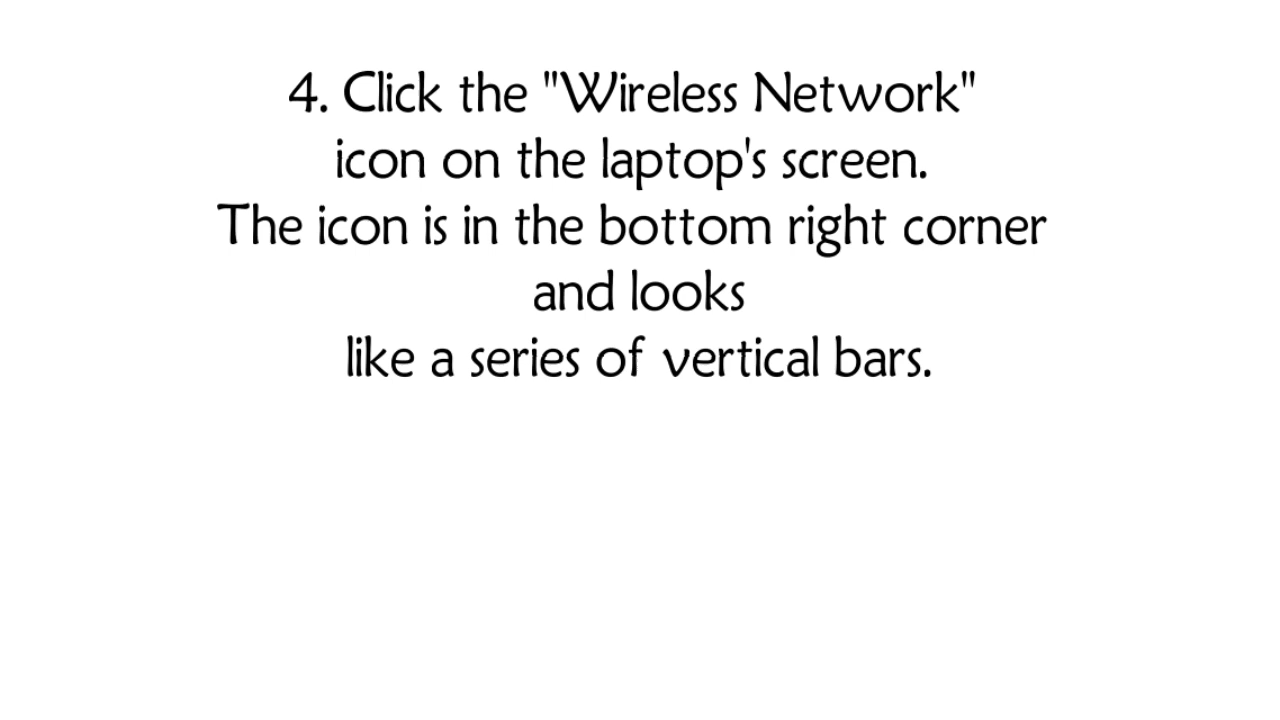 4. Click the "Wireless Network"
icon on the laptop's screen.
The icon is in the bottom right corner
and looks
like a series of vertical bars.